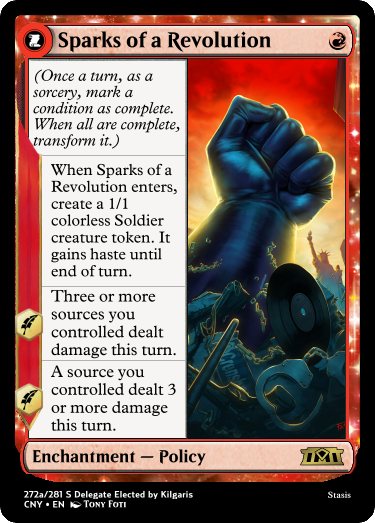 Sparks of a Revolution
(Once a turn, as a
sorcery, mark a
condition as complete.
When all are complete,
transform it.)
When Sparks of a
Revolution enters,
create a 1/1
colorless Soldier
creature token. It
gains haste until
end of turn.
Three or more
sources you
controlled dealt
damage this turn.
A source you
controlled dealt 3
or more damage
this turn.
Enchantment — Policy
272a/281 S Delegate Elected by Kilgaris
Stasis
CNY • EN Tony Foti